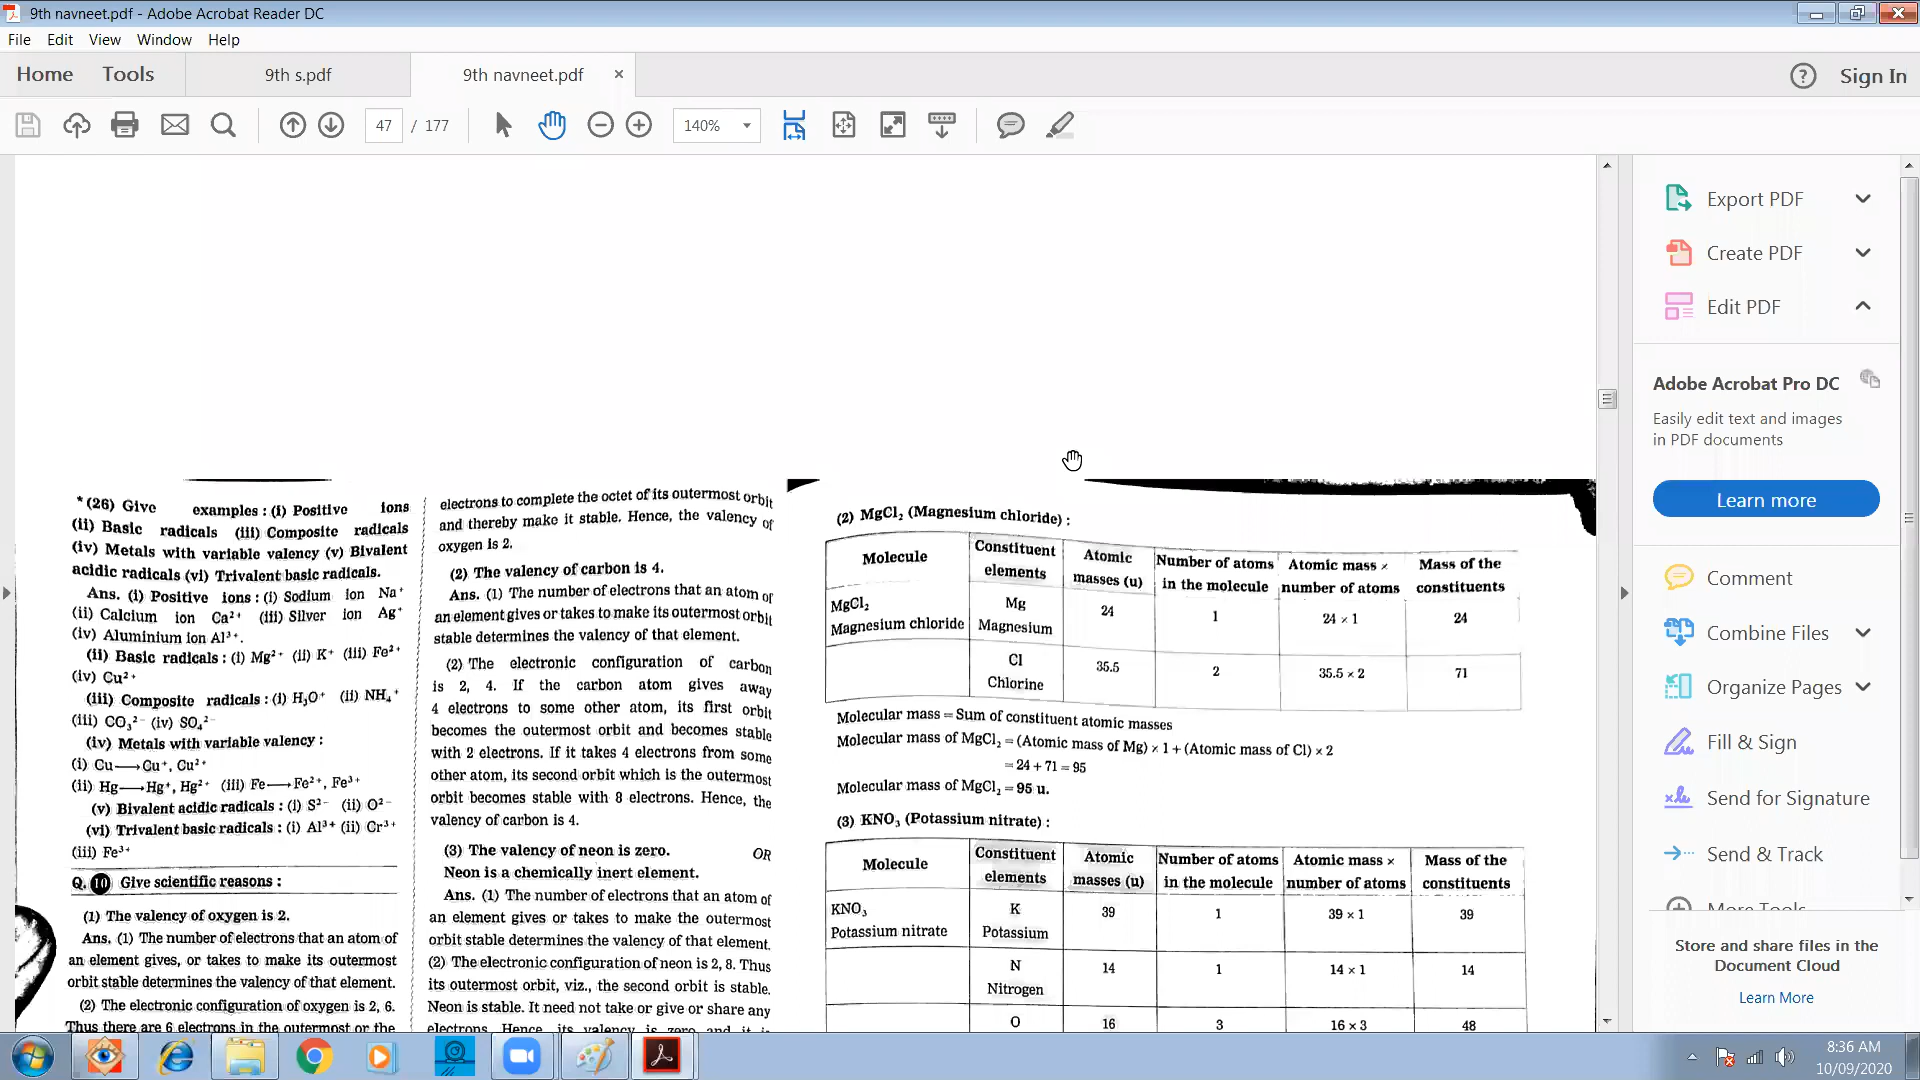 9th navneet.pdf - Adobe Acrobat Reader DC
File Edit View Window Help
Home Tools 9th s.pdf 9th navneet.pdf × ? Sign In
47 / 177 140%
*(26) Give examples : (i) Positive ions
(ii) Basic radicals (iii) Composite radicals
(iv) Metals with variable valency (v) Bivalent
acidic radicals (vi) Trivalent basic radicals.
Ans. (i) Positive ions : (i) Sodium ion Na⁺
(ii) Calcium ion Ca²⁺ (iii) Silver ion Ag⁺
(iv) Aluminium ion Al³⁺.
(ii) Basic radicals : (i) Mg²⁺ (ii) K⁺ (iii) Fe²⁺
(iv) Cu²⁺
(iii) Composite radicals : (i) H₃O⁺ (ii) NH₄⁺
(iii) CO₃²⁻ (iv) SO₄²⁻
(iv) Metals with variable valency :
(i) Cu⟶Cu⁺, Cu²⁺
(ii) Hg⟶Hg⁺, Hg²⁺ (iii) Fe⟶Fe²⁺, Fe³⁺
(v) Bivalent acidic radicals : (i) S²⁻ (ii) O²⁻
(vi) Trivalent basic radicals : (i) Al³⁺ (ii) Cr³⁺
(iii) Fe³⁺
Q. 10 Give scientific reasons :
(1) The valency of oxygen is 2.
Ans. (1) The number of electrons that an atom of
an element gives, or takes to make its outermost
orbit stable determines the valency of that element.
(2) The electronic configuration of oxygen is 2, 6.
Thus there are 6 electrons in the outermost or the
electrons to complete the octet of its outermost orbit
and thereby make it stable. Hence, the valency of
oxygen is 2.
(2) The valency of carbon is 4.
Ans. (1) The number of electrons that an atom of
an element gives or takes to make its outermost orbit
stable determines the valency of that element.
(2) The electronic configuration of carbon
is 2, 4. If the carbon atom gives away
4 electrons to some other atom, its first orbit
becomes the outermost orbit and becomes stable
with 2 electrons. If it takes 4 electrons from some
other atom, its second orbit which is the outermost
orbit becomes stable with 8 electrons. Hence, the
valency of carbon is 4.
(3) The valency of neon is zero. OR
Neon is a chemically inert element.
Ans. (1) The number of electrons that an atom of
an element gives or takes to make the outermost
orbit stable determines the valency of that element.
(2) The electronic configuration of neon is 2, 8. Thus
its outermost orbit, viz., the second orbit is stable.
Neon is stable. It need not take or give or share any
electrons. Hence, its valency is zero and it is
(2) MgCl₂ (Magnesium chloride) :
Molecule Constituent elements Atomic masses (u) Number of atoms in the molecule Atomic mass × number of atoms Mass of the constituents
MgCl₂ Magnesium chloride Mg Magnesium 24 1 24 × 1 24
Cl Chlorine 35.5 2 35.5 × 2 71
Molecular mass = Sum of constituent atomic masses
Molecular mass of MgCl₂ = (Atomic mass of Mg) × 1 + (Atomic mass of Cl) × 2
= 24 + 71 = 95
Molecular mass of MgCl₂ = 95 u.
(3) KNO₃ (Potassium nitrate) :
Molecule Constituent elements Atomic masses (u) Number of atoms in the molecule Atomic mass × number of atoms Mass of the constituents
KNO₃ Potassium nitrate K Potassium 39 1 39 × 1 39
N Nitrogen 14 1 14 × 1 14
O 16 3 16 × 3 48
Export PDF
Create PDF
Edit PDF
Adobe Acrobat Pro DC
Easily edit text and images
in PDF documents
Learn more
Comment
Combine Files
Organize Pages
Fill & Sign
Send for Signature
Send & Track
More Tools
Store and share files in the
Document Cloud
Learn More
8:36 AM
10/09/2020